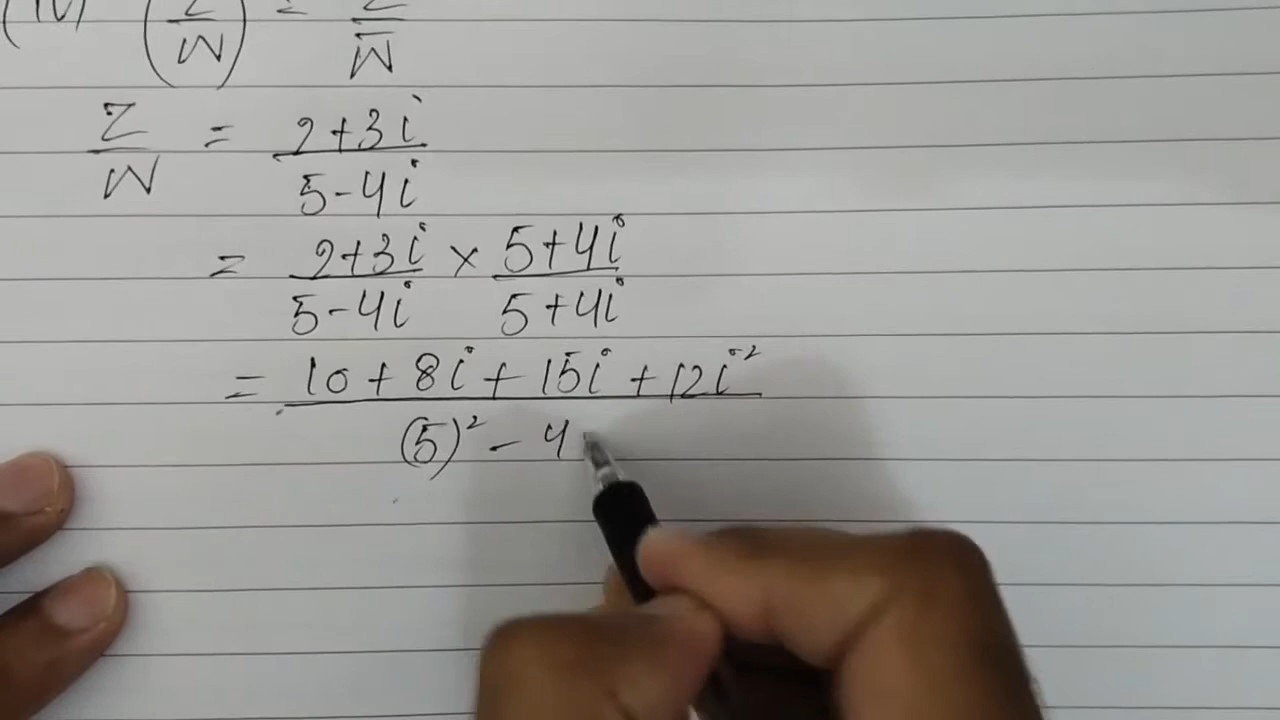 (iv) (Z/W) = Z̅/W̅
Z/W = 2+3i/5-4i
= 2+3i/5-4i × 5+4i/5+4i
= 10 + 8i + 15i + 12i²/(5)² - 4